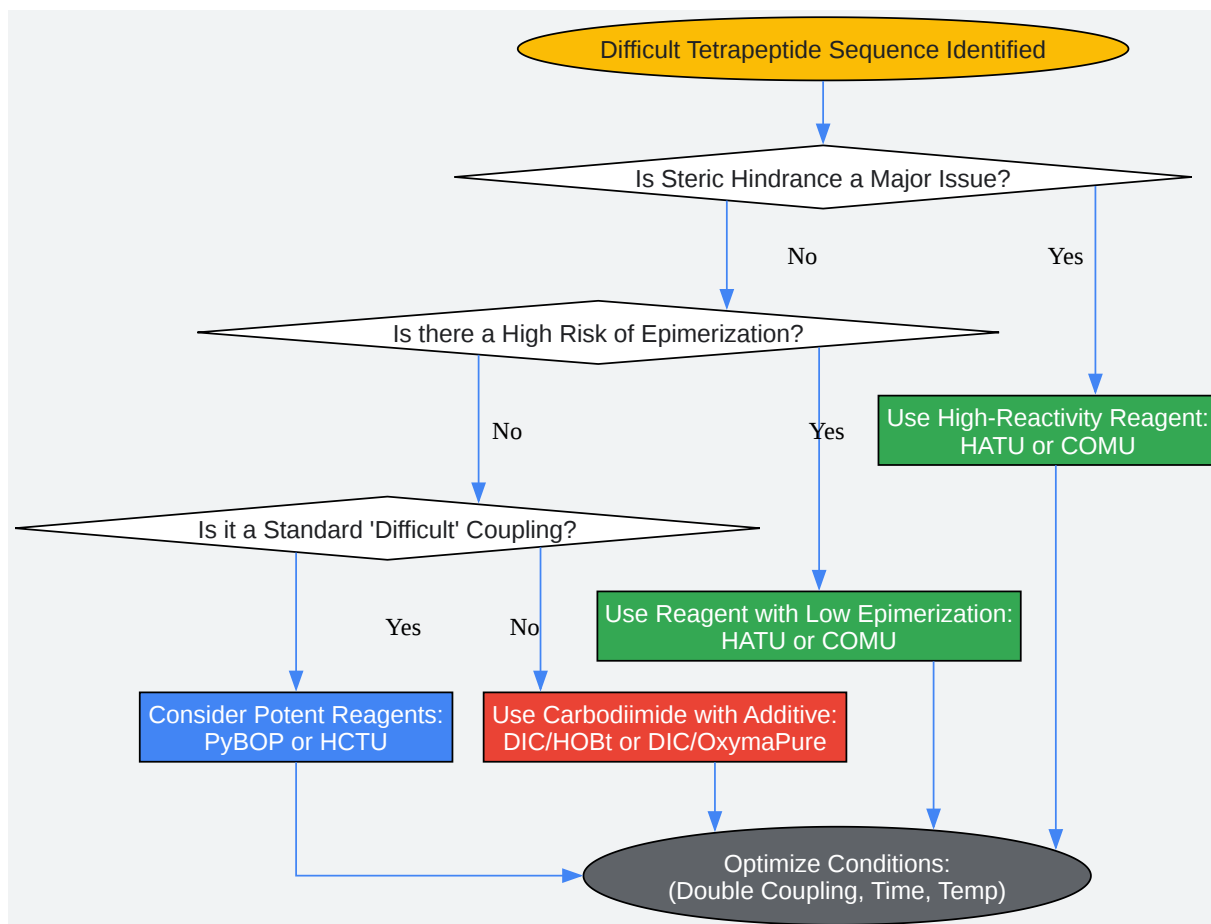 Difficult Tetrapeptide Sequence Identified
Is Steric Hindrance a Major Issue?
No
Yes
Is there a High Risk of Epimerization?
Use High-Reactivity Reagent:
HATU or COMU
No
Yes
Is it a Standard 'Difficult' Coupling?
Use Reagent with Low Epimerization:
HATU or COMU
Yes
No
Consider Potent Reagents:
PyBOP or HCTU
Use Carbodiimide with Additive:
DIC/HOBt or DIC/OxymaPure
Optimize Conditions:
(Double Coupling, Time, Temp)